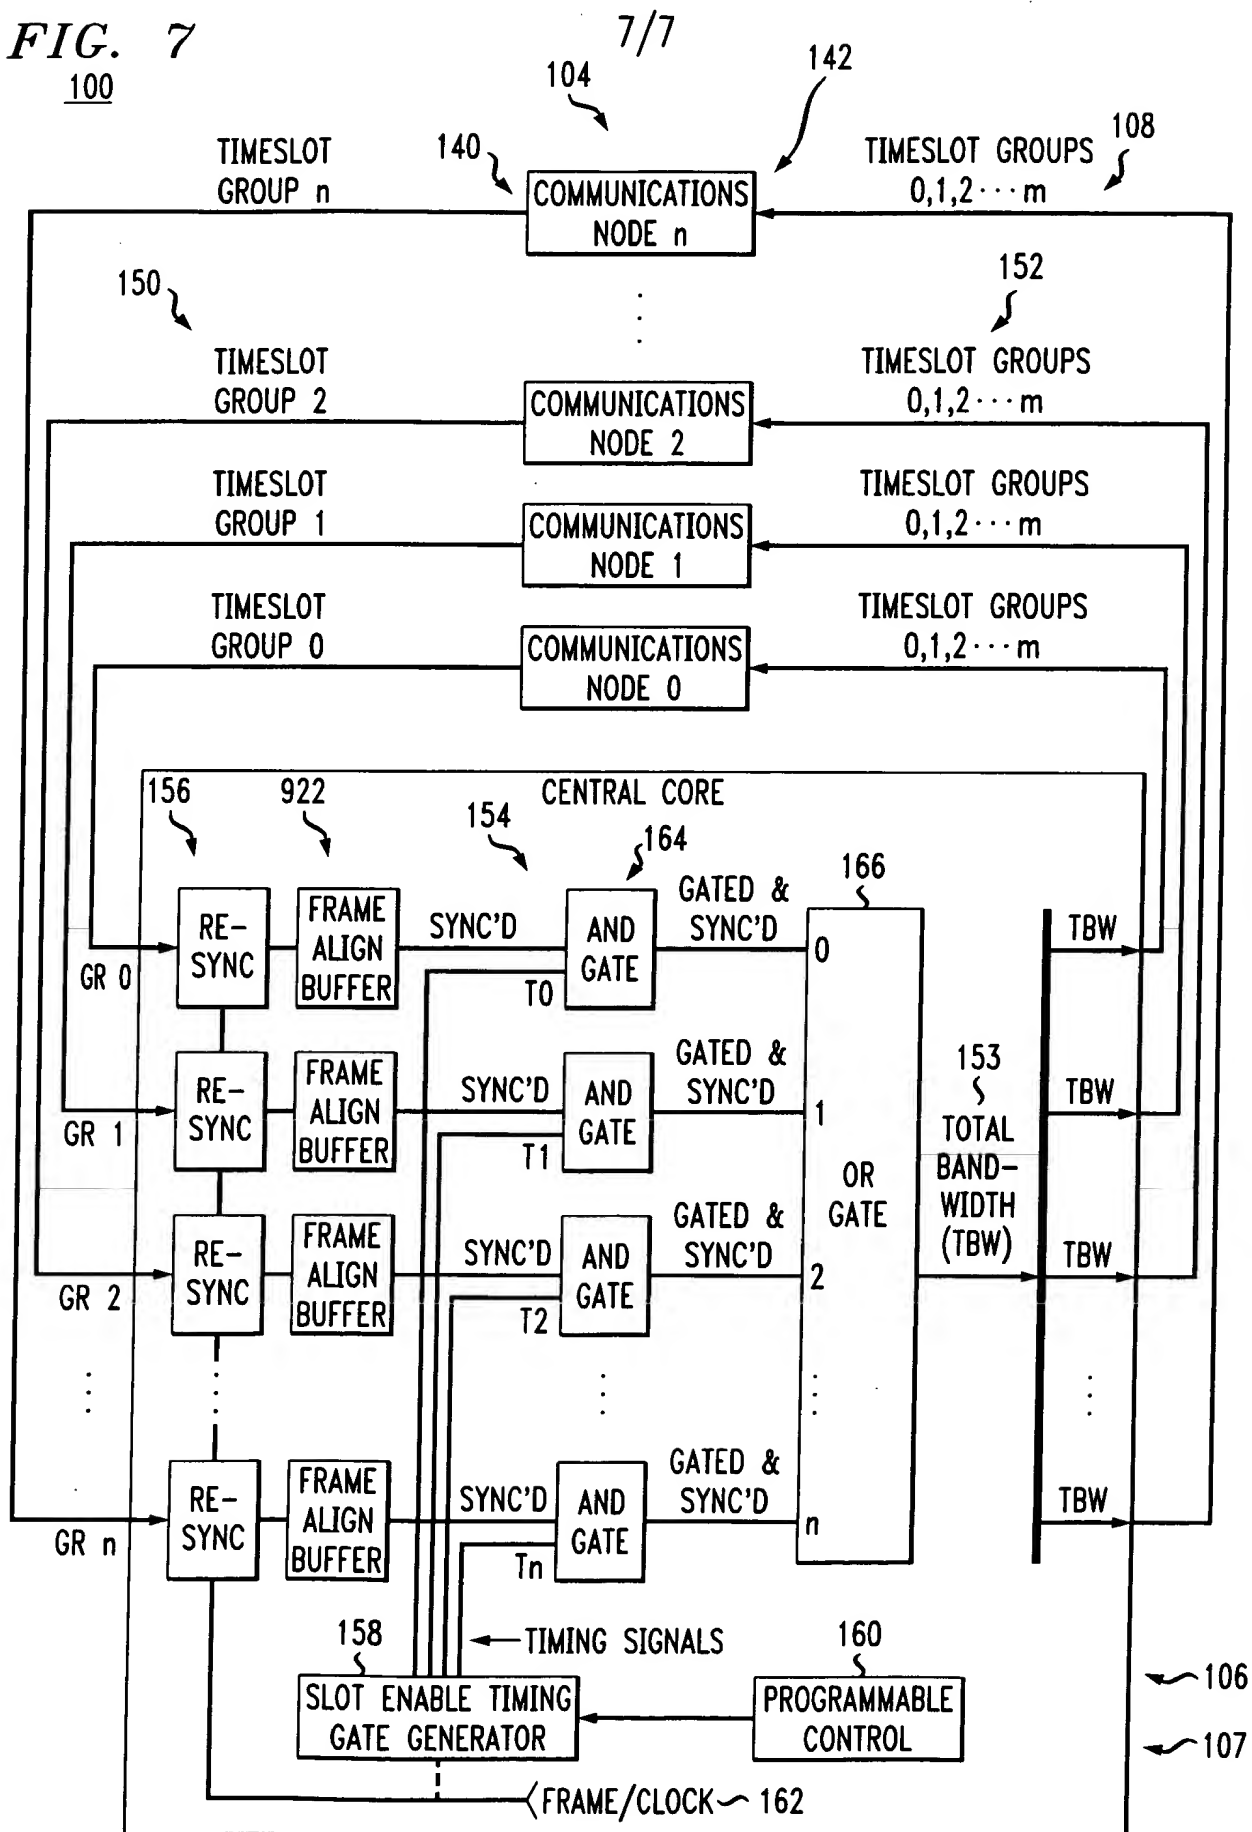 FIG. 7
7/7
100
104
142
140
108
TIMESLOT
GROUP n
COMMUNICATIONS
NODE n
TIMESLOT GROUPS
0,1,2···m
150
152
TIMESLOT
GROUP 2
COMMUNICATIONS
NODE 2
TIMESLOT GROUPS
0,1,2···m
TIMESLOT
GROUP 1
COMMUNICATIONS
NODE 1
TIMESLOT GROUPS
0,1,2···m
TIMESLOT
GROUP 0
COMMUNICATIONS
NODE 0
TIMESLOT GROUPS
0,1,2···m
CENTRAL CORE
156
922
154
164
166
GR 0
RE-
SYNC
FRAME
ALIGN
BUFFER
SYNC'D
T0
AND
GATE
GATED &
SYNC'D
0
TBW
GR 1
RE-
SYNC
FRAME
ALIGN
BUFFER
SYNC'D
T1
AND
GATE
GATED &
SYNC'D
1
153
TOTAL
BAND-
WIDTH
(TBW)
TBW
OR
GATE
GR 2
RE-
SYNC
FRAME
ALIGN
BUFFER
SYNC'D
T2
AND
GATE
GATED &
SYNC'D
2
TBW
GR n
RE-
SYNC
FRAME
ALIGN
BUFFER
SYNC'D
Tn
AND
GATE
GATED &
SYNC'D
n
TBW
TIMING SIGNALS
158
SLOT ENABLE TIMING
GATE GENERATOR
160
PROGRAMMABLE
CONTROL
106
107
FRAME/CLOCK
162